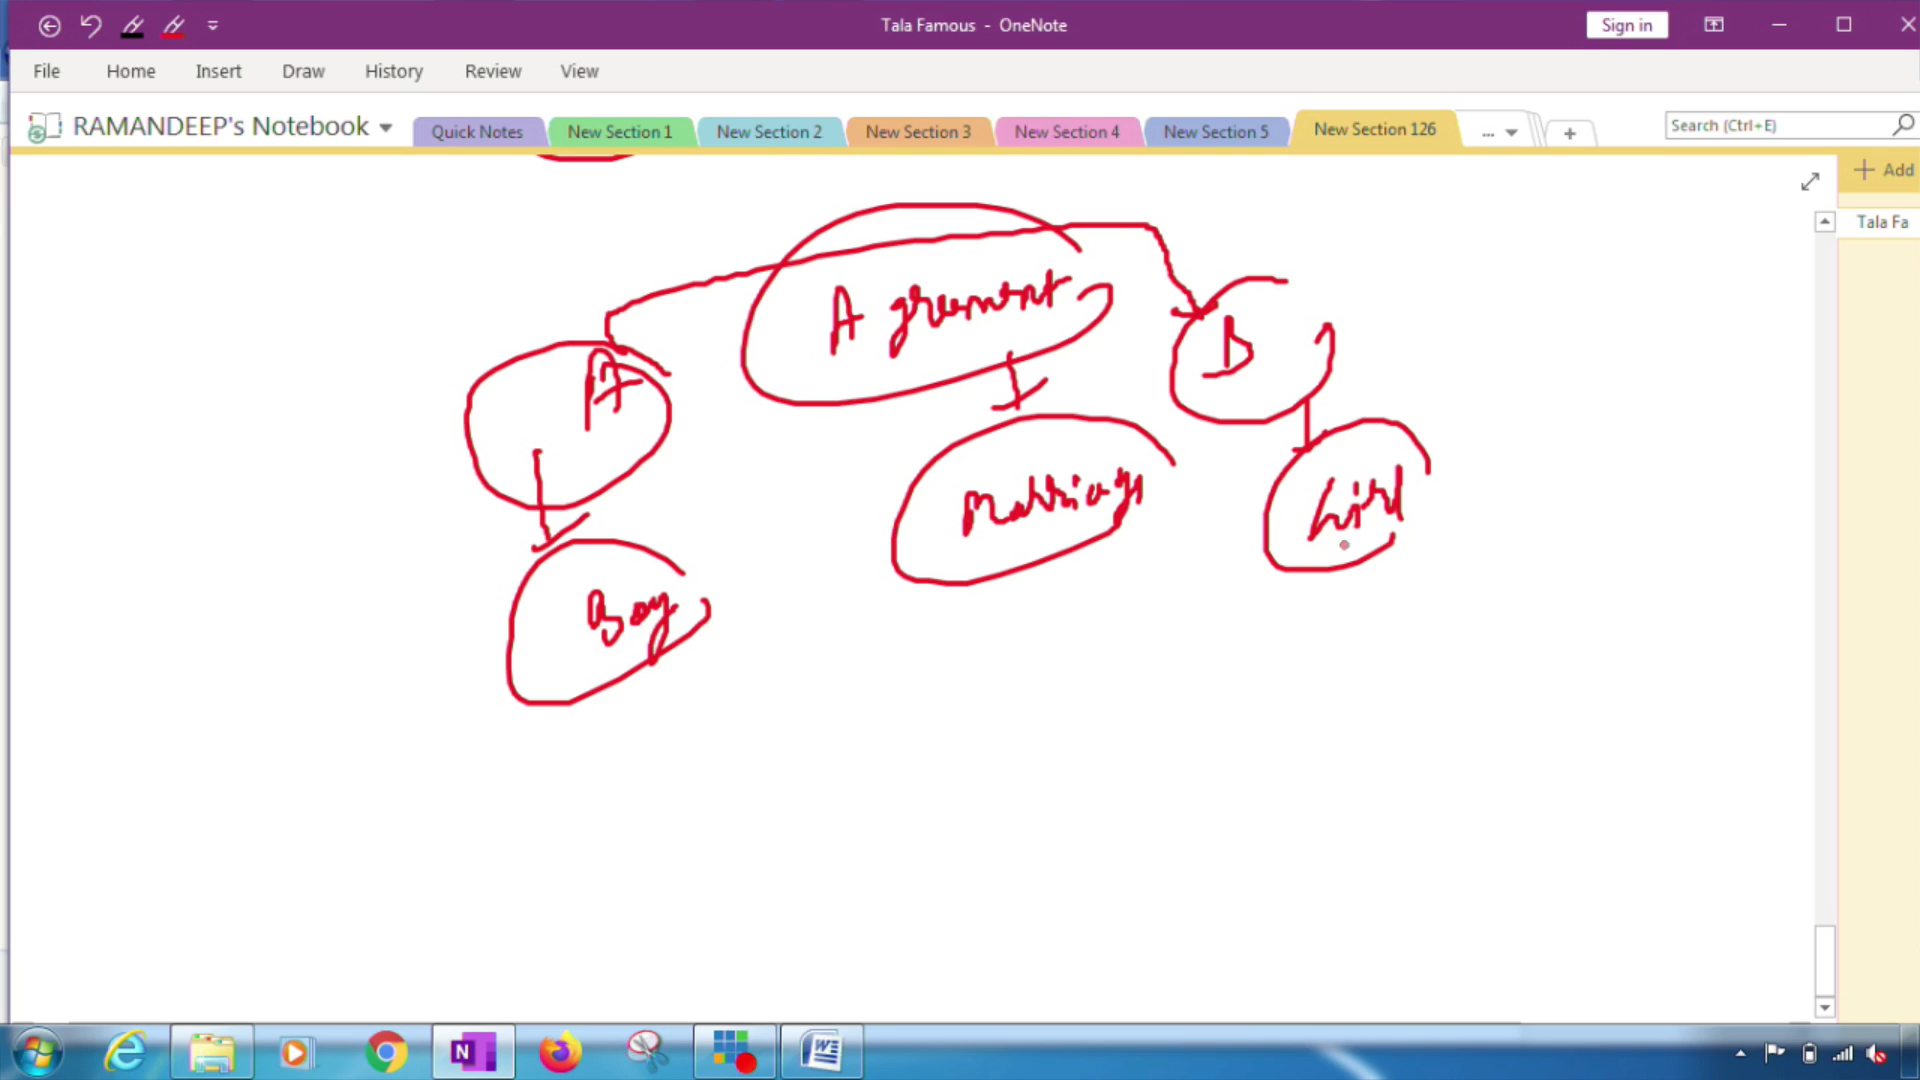 Tala Famous - OneNote
Sign in
File Home Insert Draw History Review View
RAMANDEEP's Notebook
Quick Notes New Section 1 New Section 2 New Section 3 New Section 4 New Section 5 New Section 126 ...
Search (Ctrl+E)
Add
Tala Fa
Agreement
A
B
Marriage
Girl
Boy